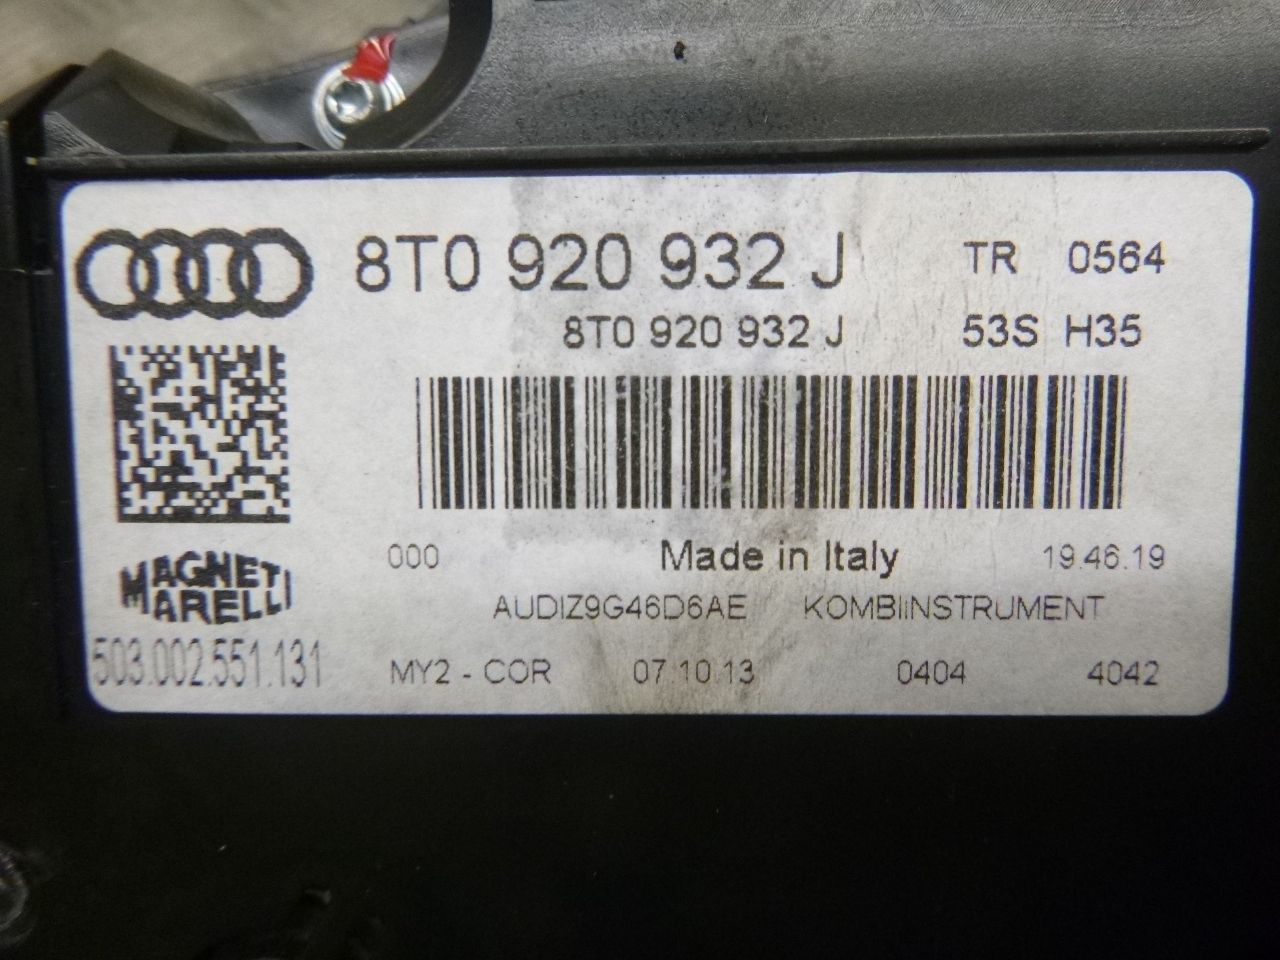 8T0 920 932 J TR 0564
8T0 920 932 J 53S H35
MAGNETI
MARELLI
503.002.551.131
000 Made in Italy 19.46.19
AUDIZ9G46D6AE KOMBIINSTRUMENT
MY2 - COR 07.10.13 0404 4042